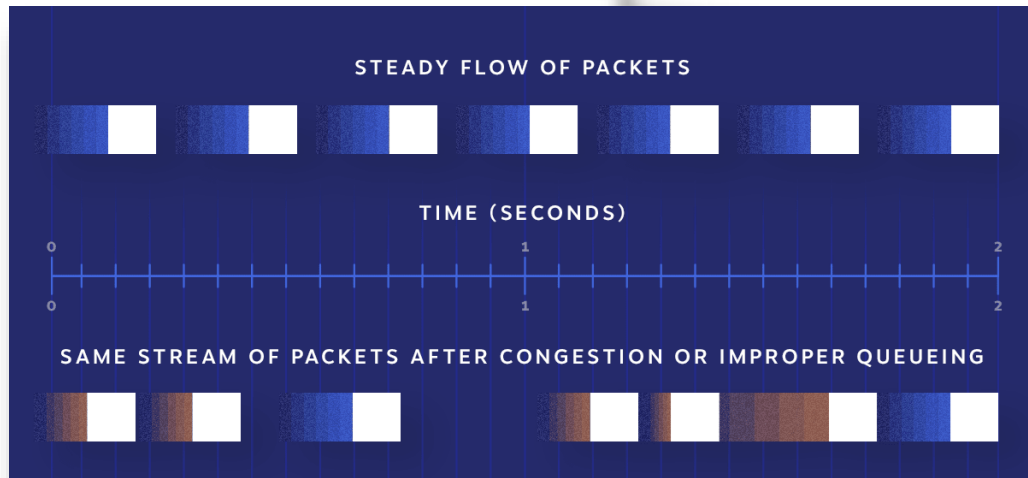 STEADY FLOW OF PACKETS
TIME (SECONDS)
0 1 2
0 1 2
SAME STREAM OF PACKETS AFTER CONGESTION OR IMPROPER QUEUEING